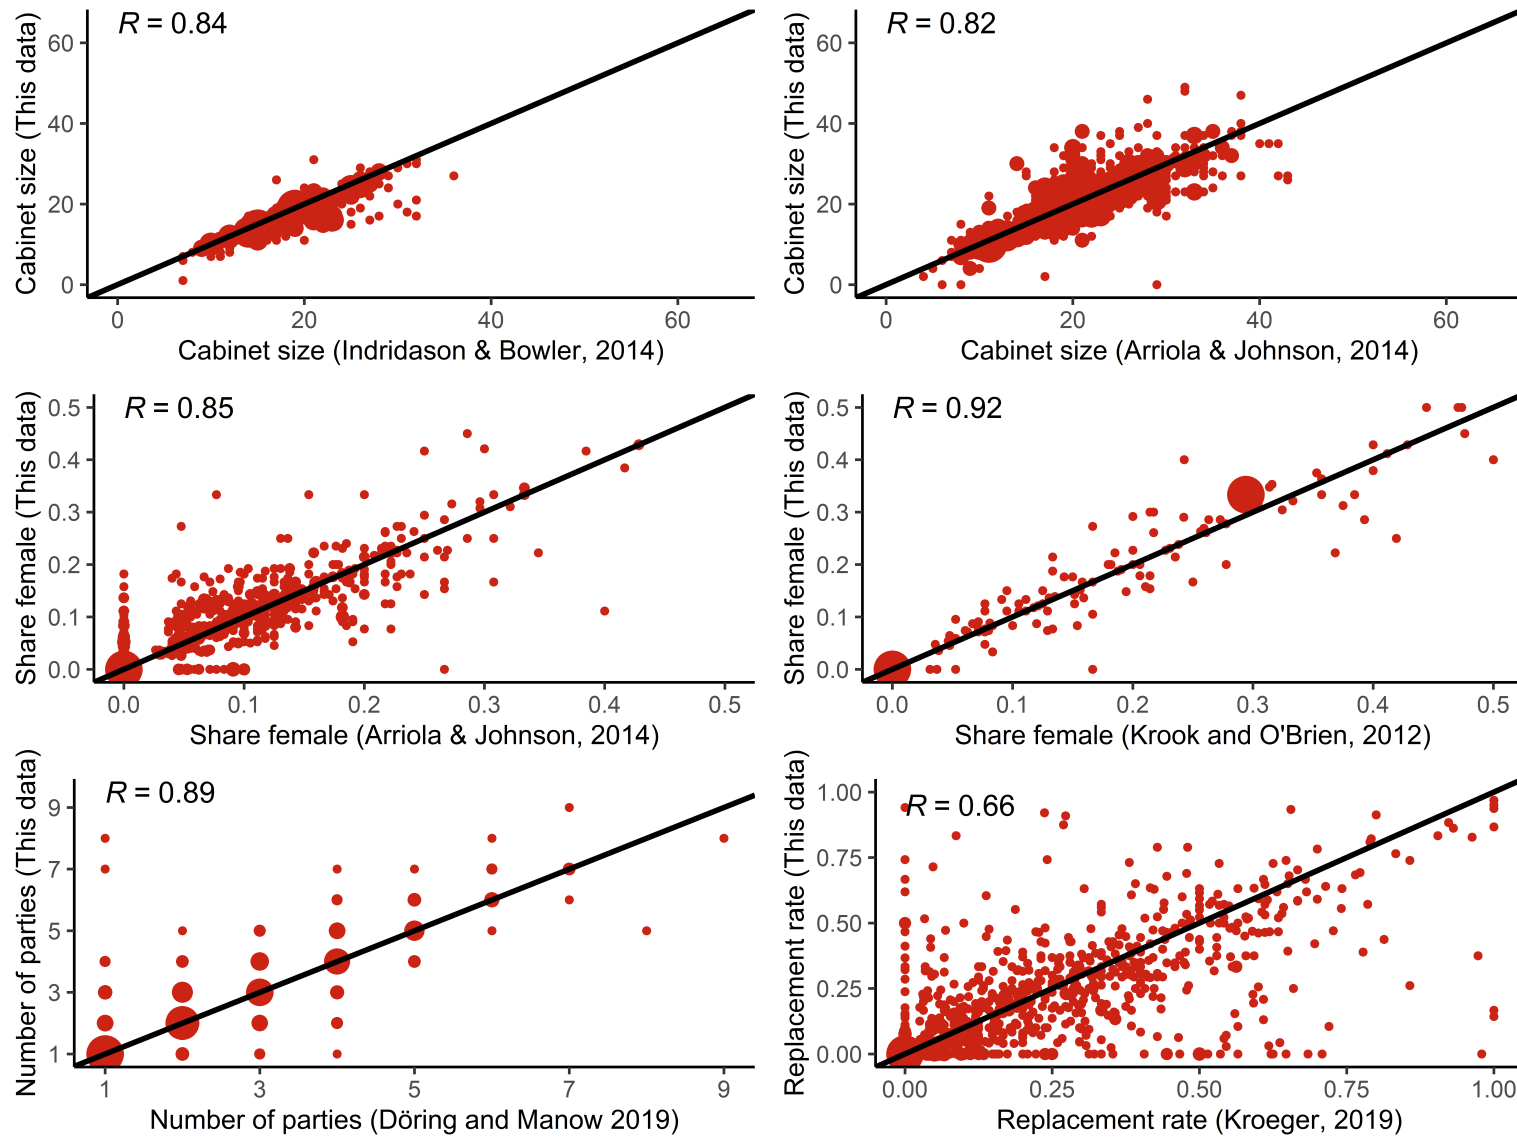 R = 0.84
Cabinet size (This data)
60
40
20
0
0 20 40 60
Cabinet size (Indridason & Bowler, 2014)
R = 0.82
Cabinet size (This data)
60
40
20
0
0 20 40 60
Cabinet size (Arriola & Johnson, 2014)
R = 0.85
Share female (This data)
0.5
0.4
0.3
0.2
0.1
0.0
0.0 0.1 0.2 0.3 0.4 0.5
Share female (Arriola & Johnson, 2014)
R = 0.92
Share female (This data)
0.5
0.4
0.3
0.2
0.1
0.0
0.0 0.1 0.2 0.3 0.4 0.5
Share female (Krook and O'Brien, 2012)
R = 0.89
Number of parties (This data)
9
7
5
3
1
1 3 5 7 9
Number of parties (Döring and Manow 2019)
R = 0.66
Replacement rate (This data)
1.00
0.75
0.50
0.25
0.00
0.00 0.25 0.50 0.75 1.00
Replacement rate (Kroeger, 2019)